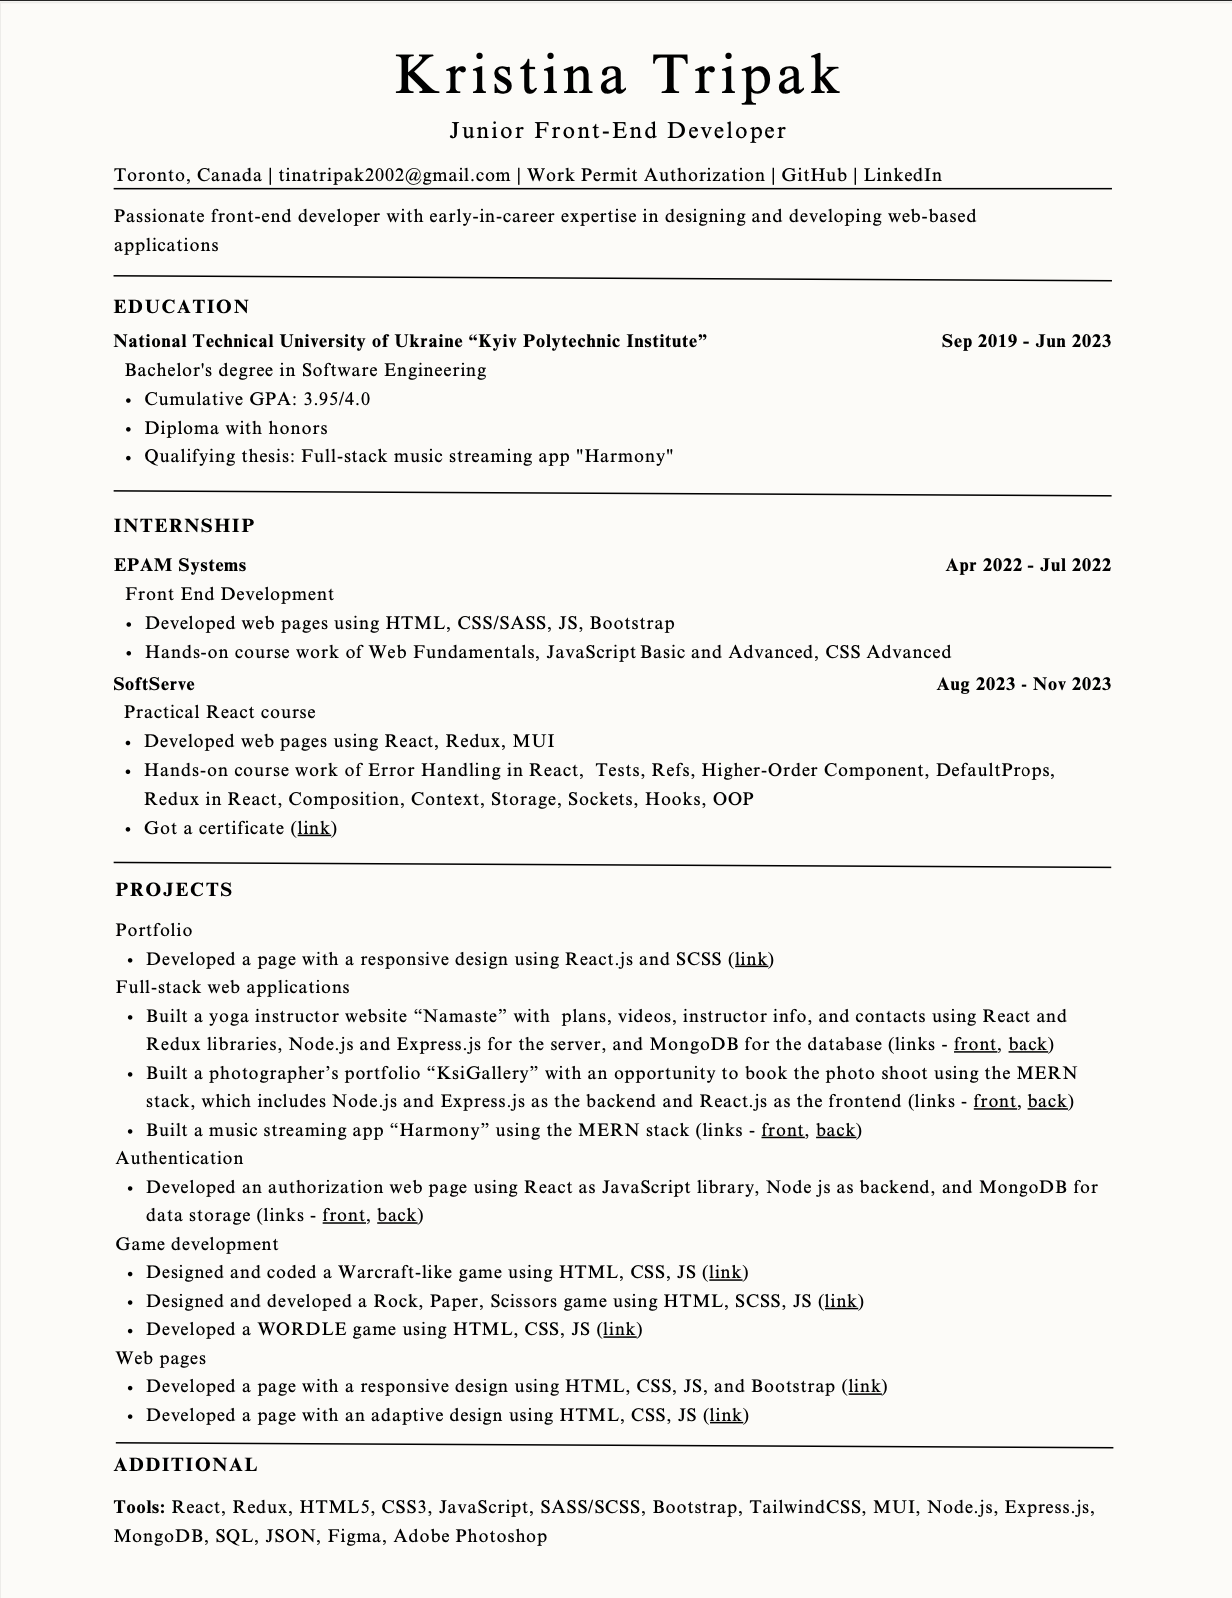 Kristina Tripak
Junior Front-End Developer
Toronto, Canada | tinatripak2002@gmail.com | Work Permit Authorization | GitHub | LinkedIn
Passionate front-end developer with early-in-career expertise in designing and developing web-based
applications
EDUCATION
National Technical University of Ukraine “Kyiv Polytechnic Institute” Sep 2019 - Jun 2023
Bachelor's degree in Software Engineering
• Cumulative GPA: 3.95/4.0
• Diploma with honors
• Qualifying thesis: Full-stack music streaming app "Harmony"
INTERNSHIP
EPAM Systems Apr 2022 - Jul 2022
Front End Development
• Developed web pages using HTML, CSS/SASS, JS, Bootstrap
• Hands-on course work of Web Fundamentals, JavaScript Basic and Advanced, CSS Advanced
SoftServe Aug 2023 - Nov 2023
Practical React course
• Developed web pages using React, Redux, MUI
• Hands-on course work of Error Handling in React, Tests, Refs, Higher-Order Component, DefaultProps,
Redux in React, Composition, Context, Storage, Sockets, Hooks, OOP
• Got a certificate (link)
PROJECTS
Portfolio
• Developed a page with a responsive design using React.js and SCSS (link)
Full-stack web applications
• Built a yoga instructor website “Namaste” with plans, videos, instructor info, and contacts using React and
Redux libraries, Node.js and Express.js for the server, and MongoDB for the database (links - front, back)
• Built a photographer’s portfolio “KsiGallery” with an opportunity to book the photo shoot using the MERN
stack, which includes Node.js and Express.js as the backend and React.js as the frontend (links - front, back)
• Built a music streaming app “Harmony” using the MERN stack (links - front, back)
Authentication
• Developed an authorization web page using React as JavaScript library, Node js as backend, and MongoDB for
data storage (links - front, back)
Game development
• Designed and coded a Warcraft-like game using HTML, CSS, JS (link)
• Designed and developed a Rock, Paper, Scissors game using HTML, SCSS, JS (link)
• Developed a WORDLE game using HTML, CSS, JS (link)
Web pages
• Developed a page with a responsive design using HTML, CSS, JS, and Bootstrap (link)
• Developed a page with an adaptive design using HTML, CSS, JS (link)
ADDITIONAL
Tools: React, Redux, HTML5, CSS3, JavaScript, SASS/SCSS, Bootstrap, TailwindCSS, MUI, Node.js, Express.js,
MongoDB, SQL, JSON, Figma, Adobe Photoshop